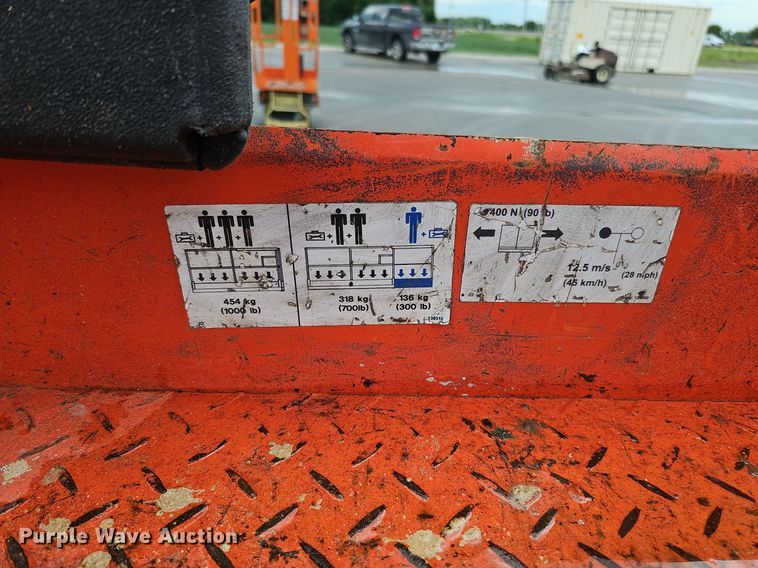 454 kg
(1000 lb)
318 kg
(700lb)
136 kg
(300 lb)
400 N (90 lb)
12.5 m/s
(45 km/h)
(28 mph)
Purple Wave Auction